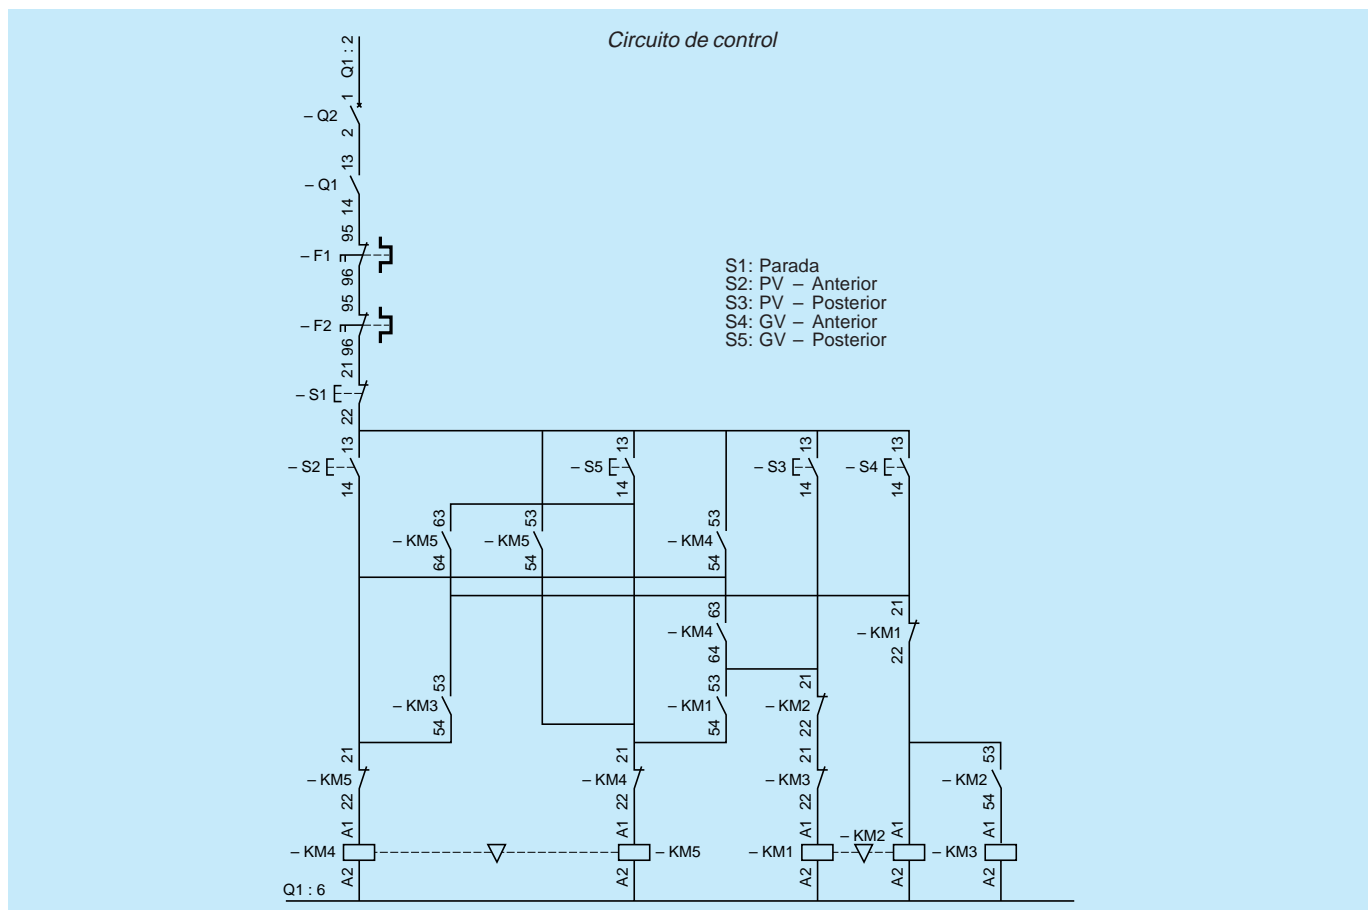 Circuito de control
Q1 : 2
1
– Q2
2
13
– Q1
14
95
– F1
96
95
– F2
96
21
– S1
22
S1: Parada
S2: PV – Anterior
S3: PV – Posterior
S4: GV – Anterior
S5: GV – Posterior
13 13 13 13
– S2 – S5 – S3 – S4
14 14 14 14
63 53 53
– KM5 – KM5 – KM4
64 54 54
63 21
– KM4 – KM1
64 22
53 53 21
– KM3 – KM1 – KM2
54 54 22
21 21 21 53
– KM5 – KM4 – KM3 – KM2
22 22 22 54
A1 A1 A1 A1 A1
– KM4 – KM5 – KM1 – KM2 – KM3
A2 A2 A2 A2 A2
Q1 : 6